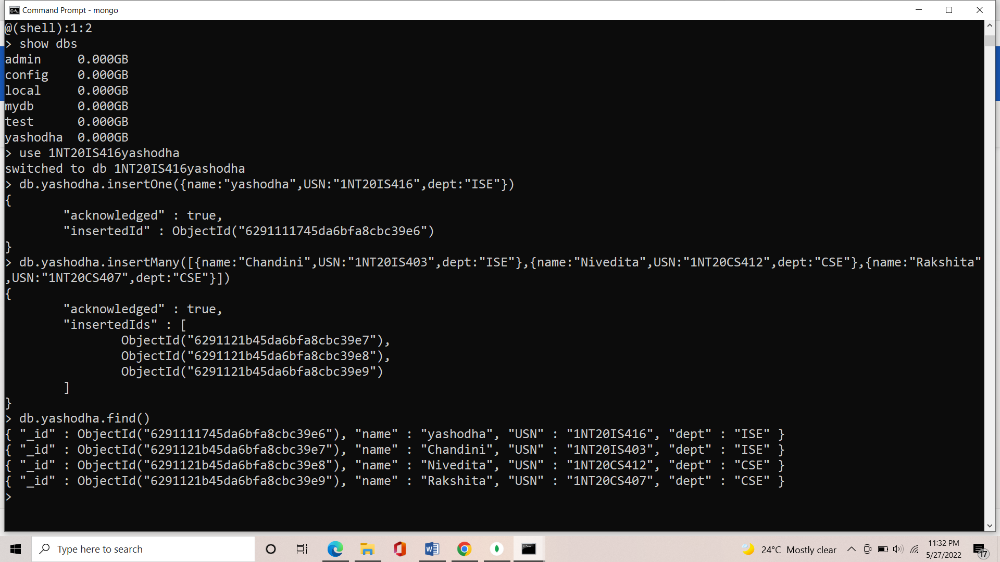 Command Prompt - mongo
@(shell):1:2
> show dbs
admin     0.000GB
config    0.000GB
local     0.000GB
mydb      0.000GB
test      0.000GB
yashodha  0.000GB
> use 1NT20IS416yashodha
switched to db 1NT20IS416yashodha
> db.yashodha.insertOne({name:"yashodha",USN:"1NT20IS416",dept:"ISE"})
{
        "acknowledged" : true,
        "insertedId" : ObjectId("6291111745da6bfa8cbc39e6")
}
> db.yashodha.insertMany([{name:"Chandini",USN:"1NT20IS403",dept:"ISE"},{name:"Nivedita",USN:"1NT20CS412",dept:"CSE"},{name:"Rakshita"
,USN:"1NT20CS407",dept:"CSE"}])
{
        "acknowledged" : true,
        "insertedIds" : [
                ObjectId("6291121b45da6bfa8cbc39e7"),
                ObjectId("6291121b45da6bfa8cbc39e8"),
                ObjectId("6291121b45da6bfa8cbc39e9")
        ]
}
> db.yashodha.find()
{ "_id" : ObjectId("6291111745da6bfa8cbc39e6"), "name" : "yashodha", "USN" : "1NT20IS416", "dept" : "ISE" }
{ "_id" : ObjectId("6291121b45da6bfa8cbc39e7"), "name" : "Chandini", "USN" : "1NT20IS403", "dept" : "ISE" }
{ "_id" : ObjectId("6291121b45da6bfa8cbc39e8"), "name" : "Nivedita", "USN" : "1NT20CS412", "dept" : "CSE" }
{ "_id" : ObjectId("6291121b45da6bfa8cbc39e9"), "name" : "Rakshita", "USN" : "1NT20CS407", "dept" : "CSE" }
>
Type here to search
24°C Mostly clear
11:32 PM
5/27/2022
17